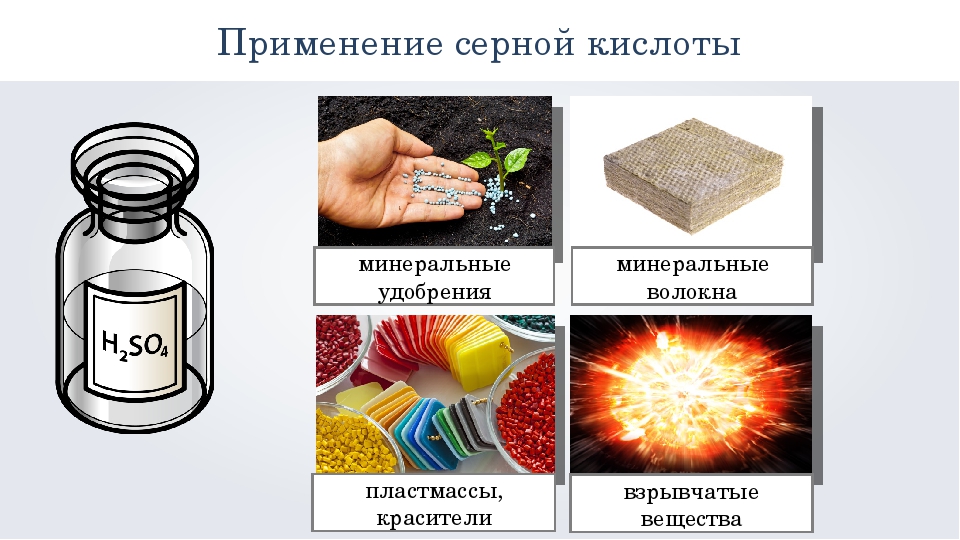 Применение серной кислоты
H₂SO₄
минеральные
удобрения
минеральные
волокна
пластмассы,
красители
взрывчатые
вещества